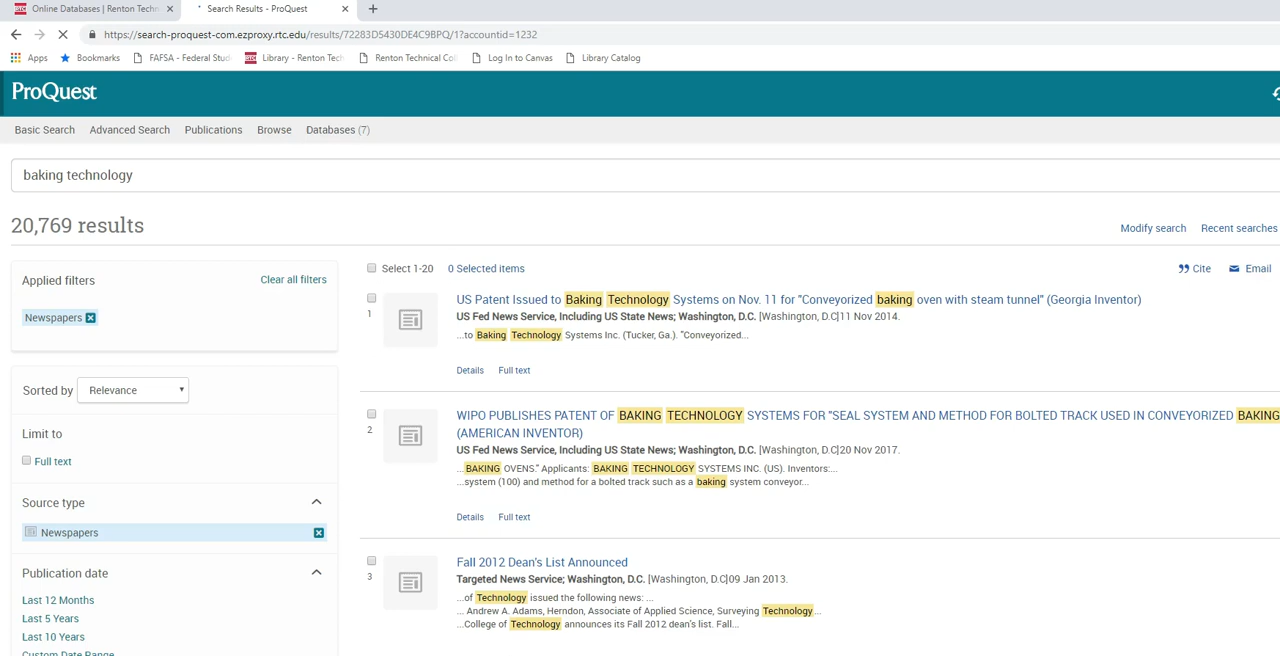 Online Databases | Renton Techn
Search Results - ProQuest
https://search-proquest-com.ezproxy.rtc.edu/results/72283D5430DE4C9BPQ/1?accountid=1232
Apps Bookmarks FAFSA - Federal Stud Library - Renton Tech Renton Technical Col Log In to Canvas Library Catalog
ProQuest
Basic Search Advanced Search Publications Browse Databases (7)
baking technology
20,769 results
Modify search Recent searches
Applied filters Clear all filters
Newspapers
Sorted by Relevance
Limit to
Full text
Source type
Newspapers
Publication date
Last 12 Months
Last 5 Years
Last 10 Years
Custom Date Range
Select 1-20 0 Selected items Cite Email
1
US Patent Issued to Baking Technology Systems on Nov. 11 for "Conveyorized baking oven with steam tunnel" (Georgia Inventor)
US Fed News Service, Including US State News; Washington, D.C. [Washington, D.C]11 Nov 2014.
...to Baking Technology Systems Inc. (Tucker, Ga.). "Conveyorized...
Details Full text
2
WIPO PUBLISHES PATENT OF BAKING TECHNOLOGY SYSTEMS FOR "SEAL SYSTEM AND METHOD FOR BOLTED TRACK USED IN CONVEYORIZED BAKING
(AMERICAN INVENTOR)
US Fed News Service, Including US State News; Washington, D.C. [Washington, D.C]20 Nov 2017.
...BAKING OVENS." Applicants: BAKING TECHNOLOGY SYSTEMS INC. (US). Inventors:...
...system (100) and method for a bolted track such as a baking system conveyor...
Details Full text
3
Fall 2012 Dean's List Announced
Targeted News Service; Washington, D.C. [Washington, D.C]09 Jan 2013.
...of Technology issued the following news: ...
... Andrew A. Adams, Herndon, Associate of Applied Science, Surveying Technology...
...College of Technology announces its Fall 2012 dean's list. Fall...